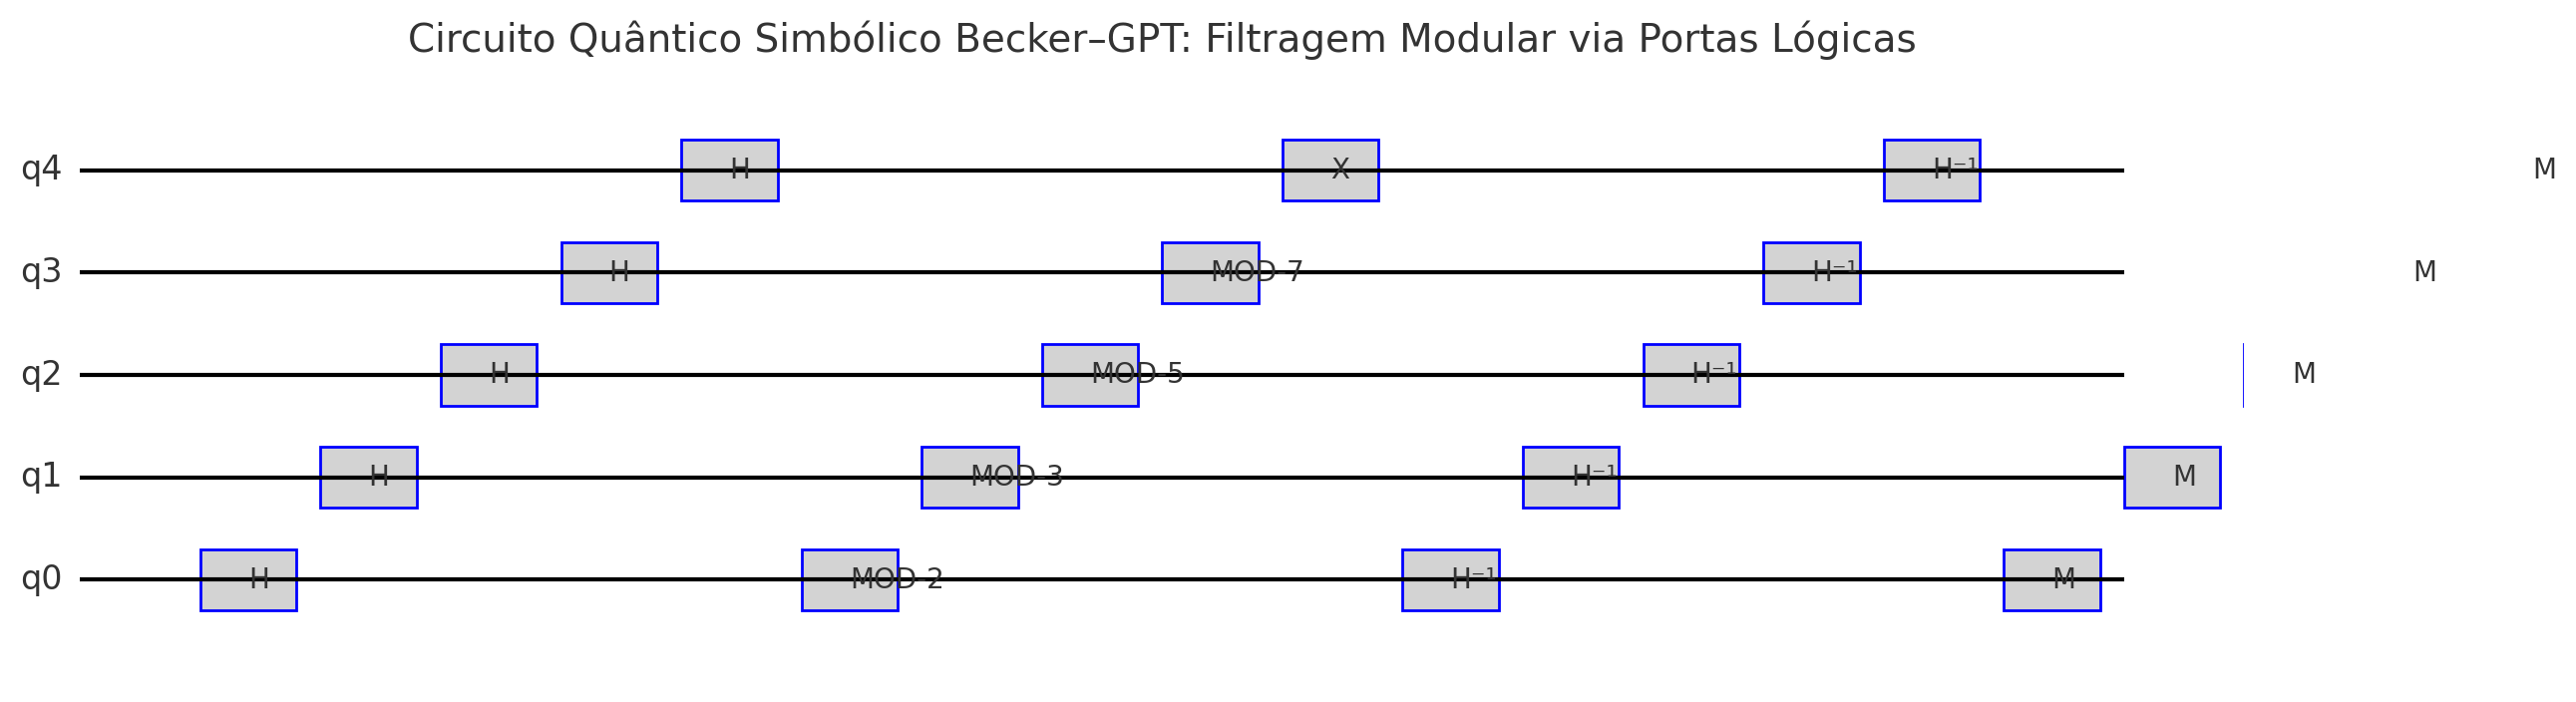 Circuito Quântico Simbólico Becker–GPT: Filtragem Modular via Portas Lógicas
q4 H X H⁻¹ M
q3 H MOD-7 H⁻¹ M
q2 H MOD-5 H⁻¹ M
q1 H MOD-3 H⁻¹ M
q0 H MOD-2 H⁻¹ M